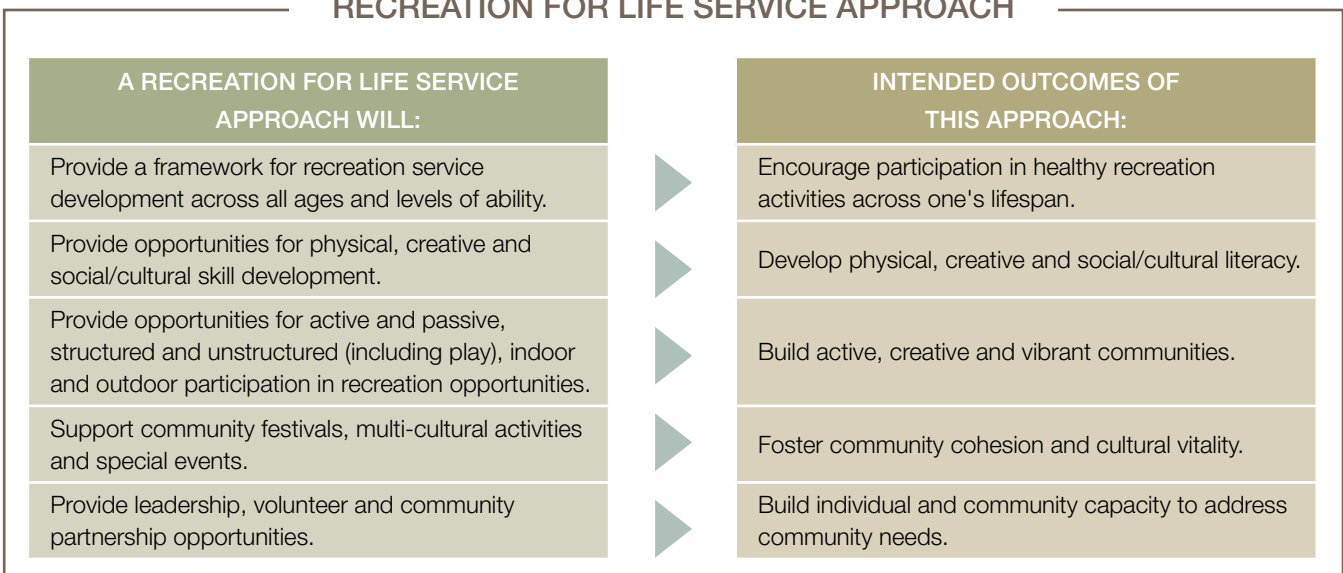 RECREATION FOR LIFE SERVICE APPROACH
A RECREATION FOR LIFE SERVICE
APPROACH WILL:
INTENDED OUTCOMES OF
THIS APPROACH:
Provide a framework for recreation service
development across all ages and levels of ability.
Encourage participation in healthy recreation
activities across one's lifespan.
Provide opportunities for physical, creative and
social/cultural skill development.
Develop physical, creative and social/cultural literacy.
Provide opportunities for active and passive,
structured and unstructured (including play), indoor
and outdoor participation in recreation opportunities.
Build active, creative and vibrant communities.
Support community festivals, multi-cultural activities
and special events.
Foster community cohesion and cultural vitality.
Provide leadership, volunteer and community
partnership opportunities.
Build individual and community capacity to address
community needs.